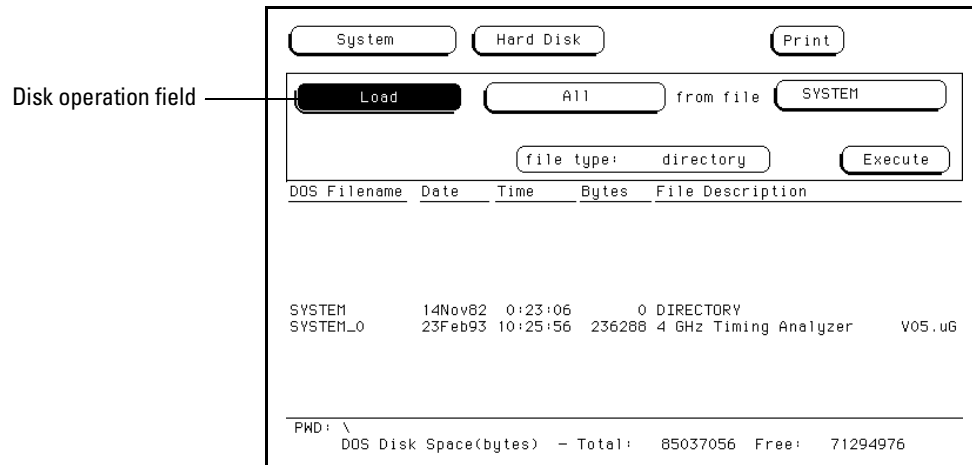 System Hard Disk Print
Disk operation field
Load All from file SYSTEM
file type: directory Execute
DOS Filename Date Time Bytes File Description
SYSTEM 14Nov82 0:23:06 0 DIRECTORY
SYSTEM_0 23Feb93 10:25:56 236288 4 GHz Timing Analyzer V05.uG
PWD: \
DOS Disk Space(bytes) - Total: 85037056 Free: 71294976